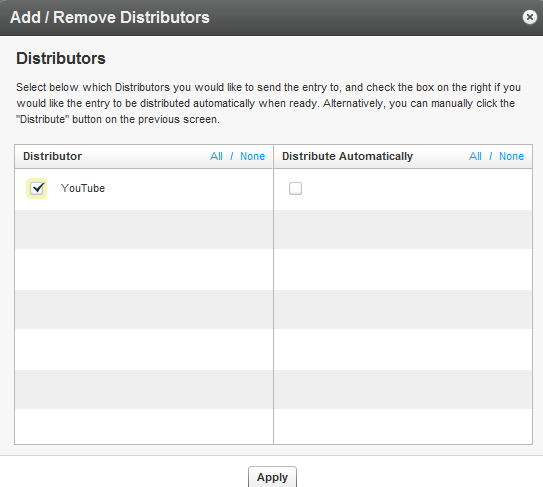 Add / Remove Distributors
Distributors
Select below which Distributors you would like to send the entry to, and check the box on the right if you
would like the entry to be distributed automatically when ready. Alternatively, you can manually click the
"Distribute" button on the previous screen.
Distributor All / None Distribute Automatically All / None
YouTube
Apply